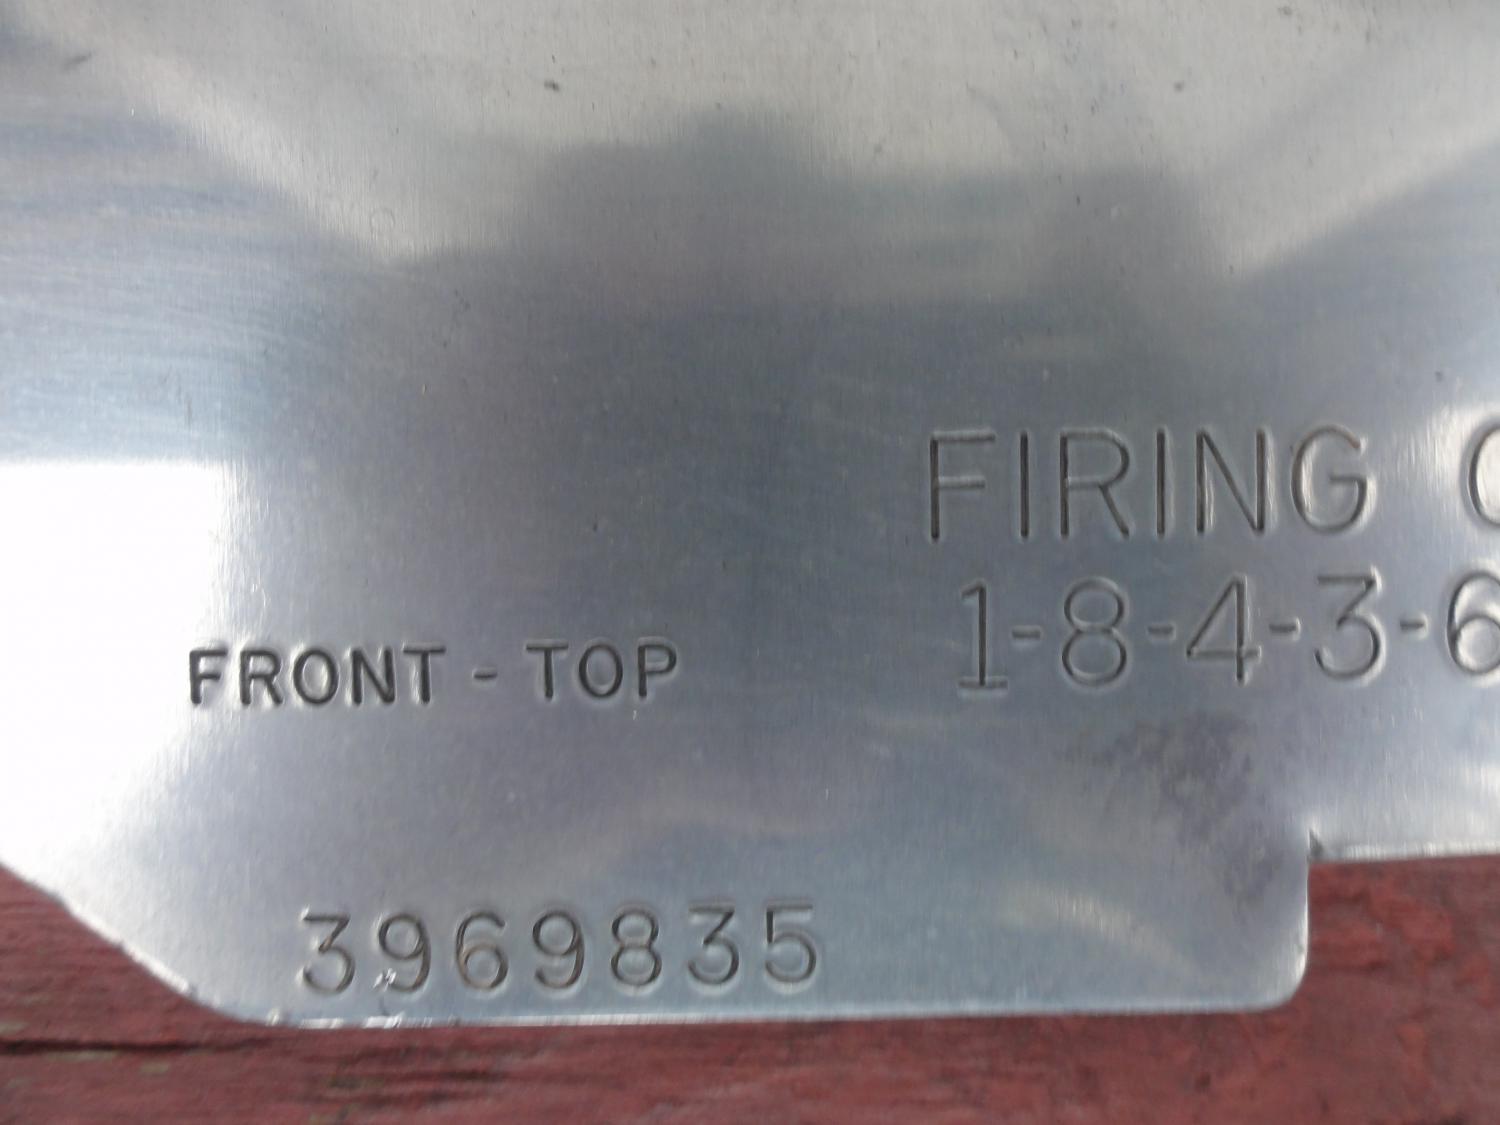 FIRING
1-8-4-3-6
FRONT - TOP
3969835